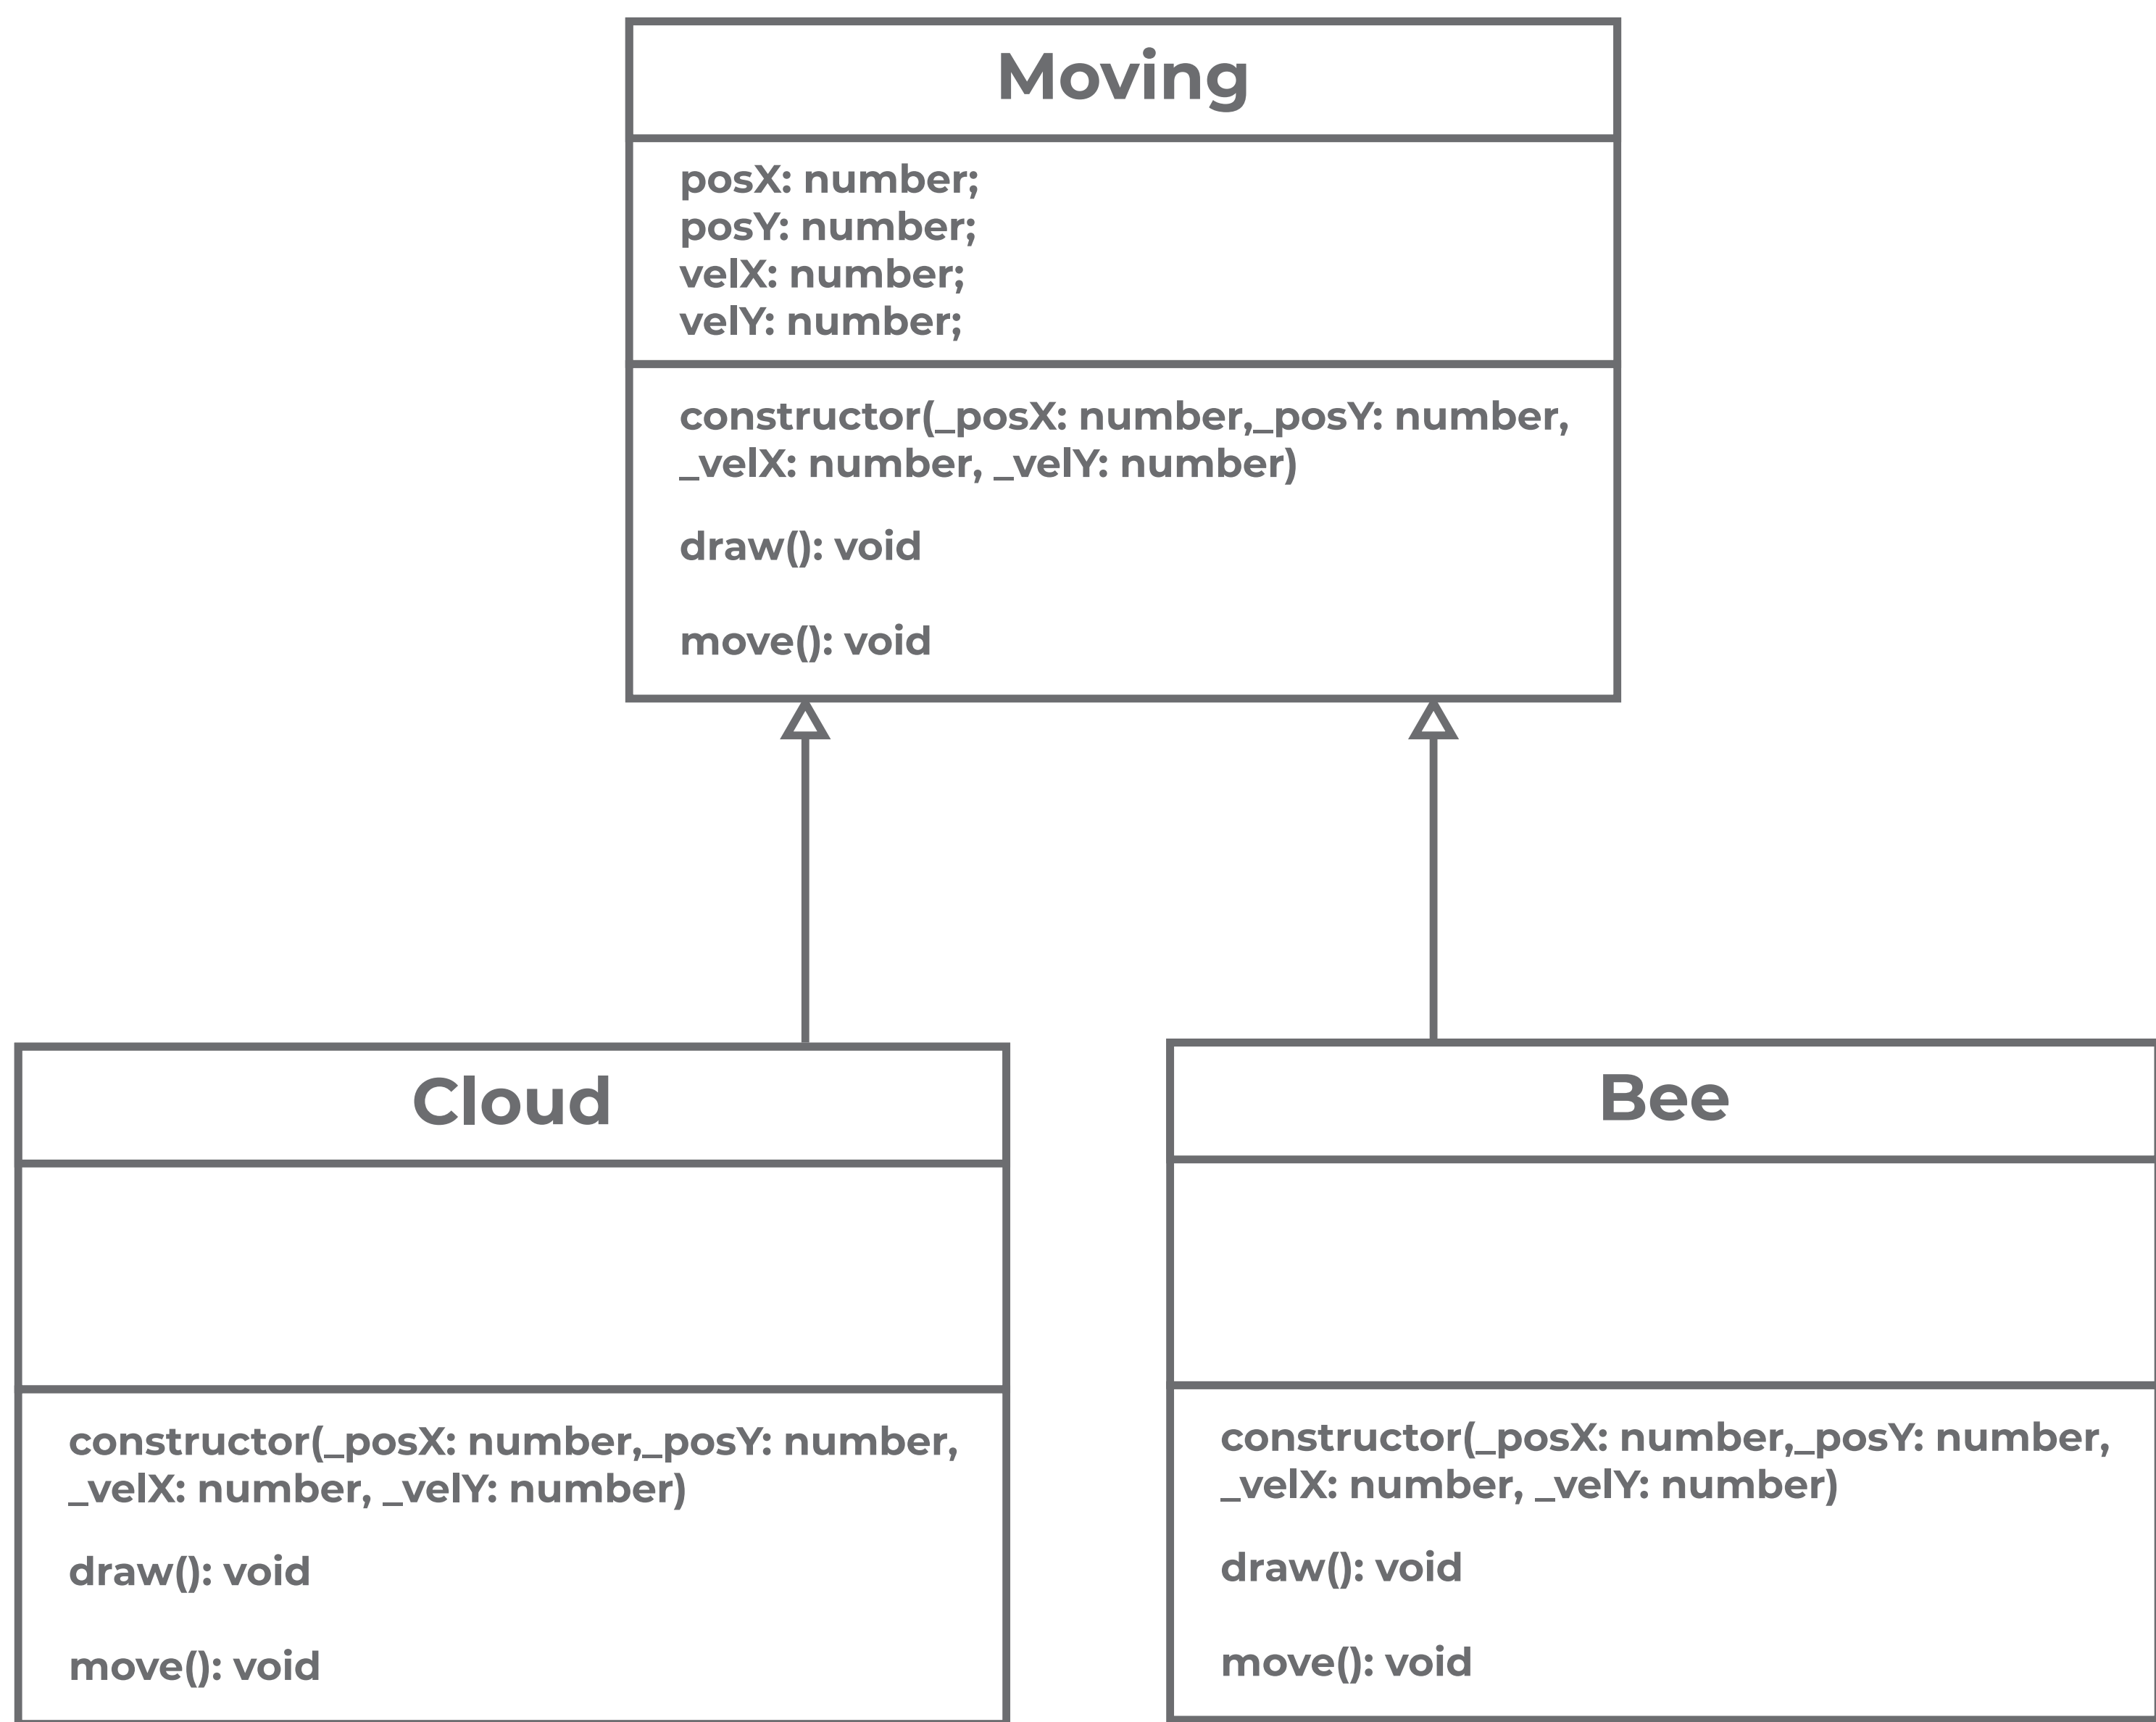 Moving
posX: number;
posY: number;
velX: number;
velY: number;
constructor(_posX: number,_posY: number,
_velX: number, _velY: number)
draw(): void
move(): void
Cloud
constructor(_posX: number,_posY: number,
_velX: number, _velY: number)
draw(): void
move(): void
Bee
constructor(_posX: number,_posY: number,
_velX: number, _velY: number)
draw(): void
move(): void